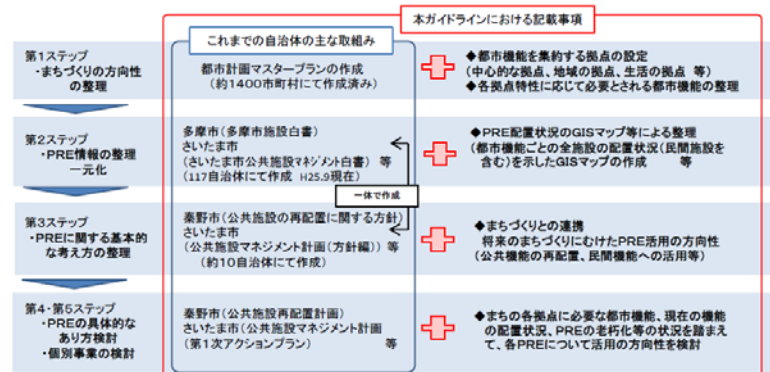 本ガイドラインにおける記載事項
これまでの自治体の主な取組み
第1ステップ
・まちづくりの方向性
の整理
都市計画マスタープランの作成
(約1400市町村にて作成済み)
◆都市機能を集約する拠点の設定
(中心的な拠点、地域の拠点、生活の拠点 等)
◆各拠点特性に応じて必要とされる都市機能の整理
第2ステップ
・PRE情報の整理
一元化
多摩市(多摩市施設白書)
さいたま市
(さいたま市公共施設マネジメント白書) 等
(117自治体にて作成 H25.9現在)
◆PRE配置状況のGISマップ等による整理
(都市機能ごとの全施設の配置状況(民間施設を
含む)を示したGISマップの作成 等
一体で作成
第3ステップ
・PREに関する基本的
な考え方の整理
秦野市(公共施設の再配置に関する方針)
さいたま市
(公共施設マネジメント計画(方針編)) 等
(約10自治体にて作成)
◆まちづくりとの連携
将来のまちづくりにむけたPRE活用の方向性
(公共機能の再配置、民間機能への活用等)
第4・第5ステップ
・PREの具体的な
あり方検討
・個別事業の検討
秦野市(公共施設再配置計画)
さいたま市(公共施設マネジメント計画
(第1次アクションプラン) 等
◆まちの各拠点に必要な都市機能、現在の機能
の配置状況、PREの老朽化等の状況を踏まえ
て、各PREについて活用の方向性を検討